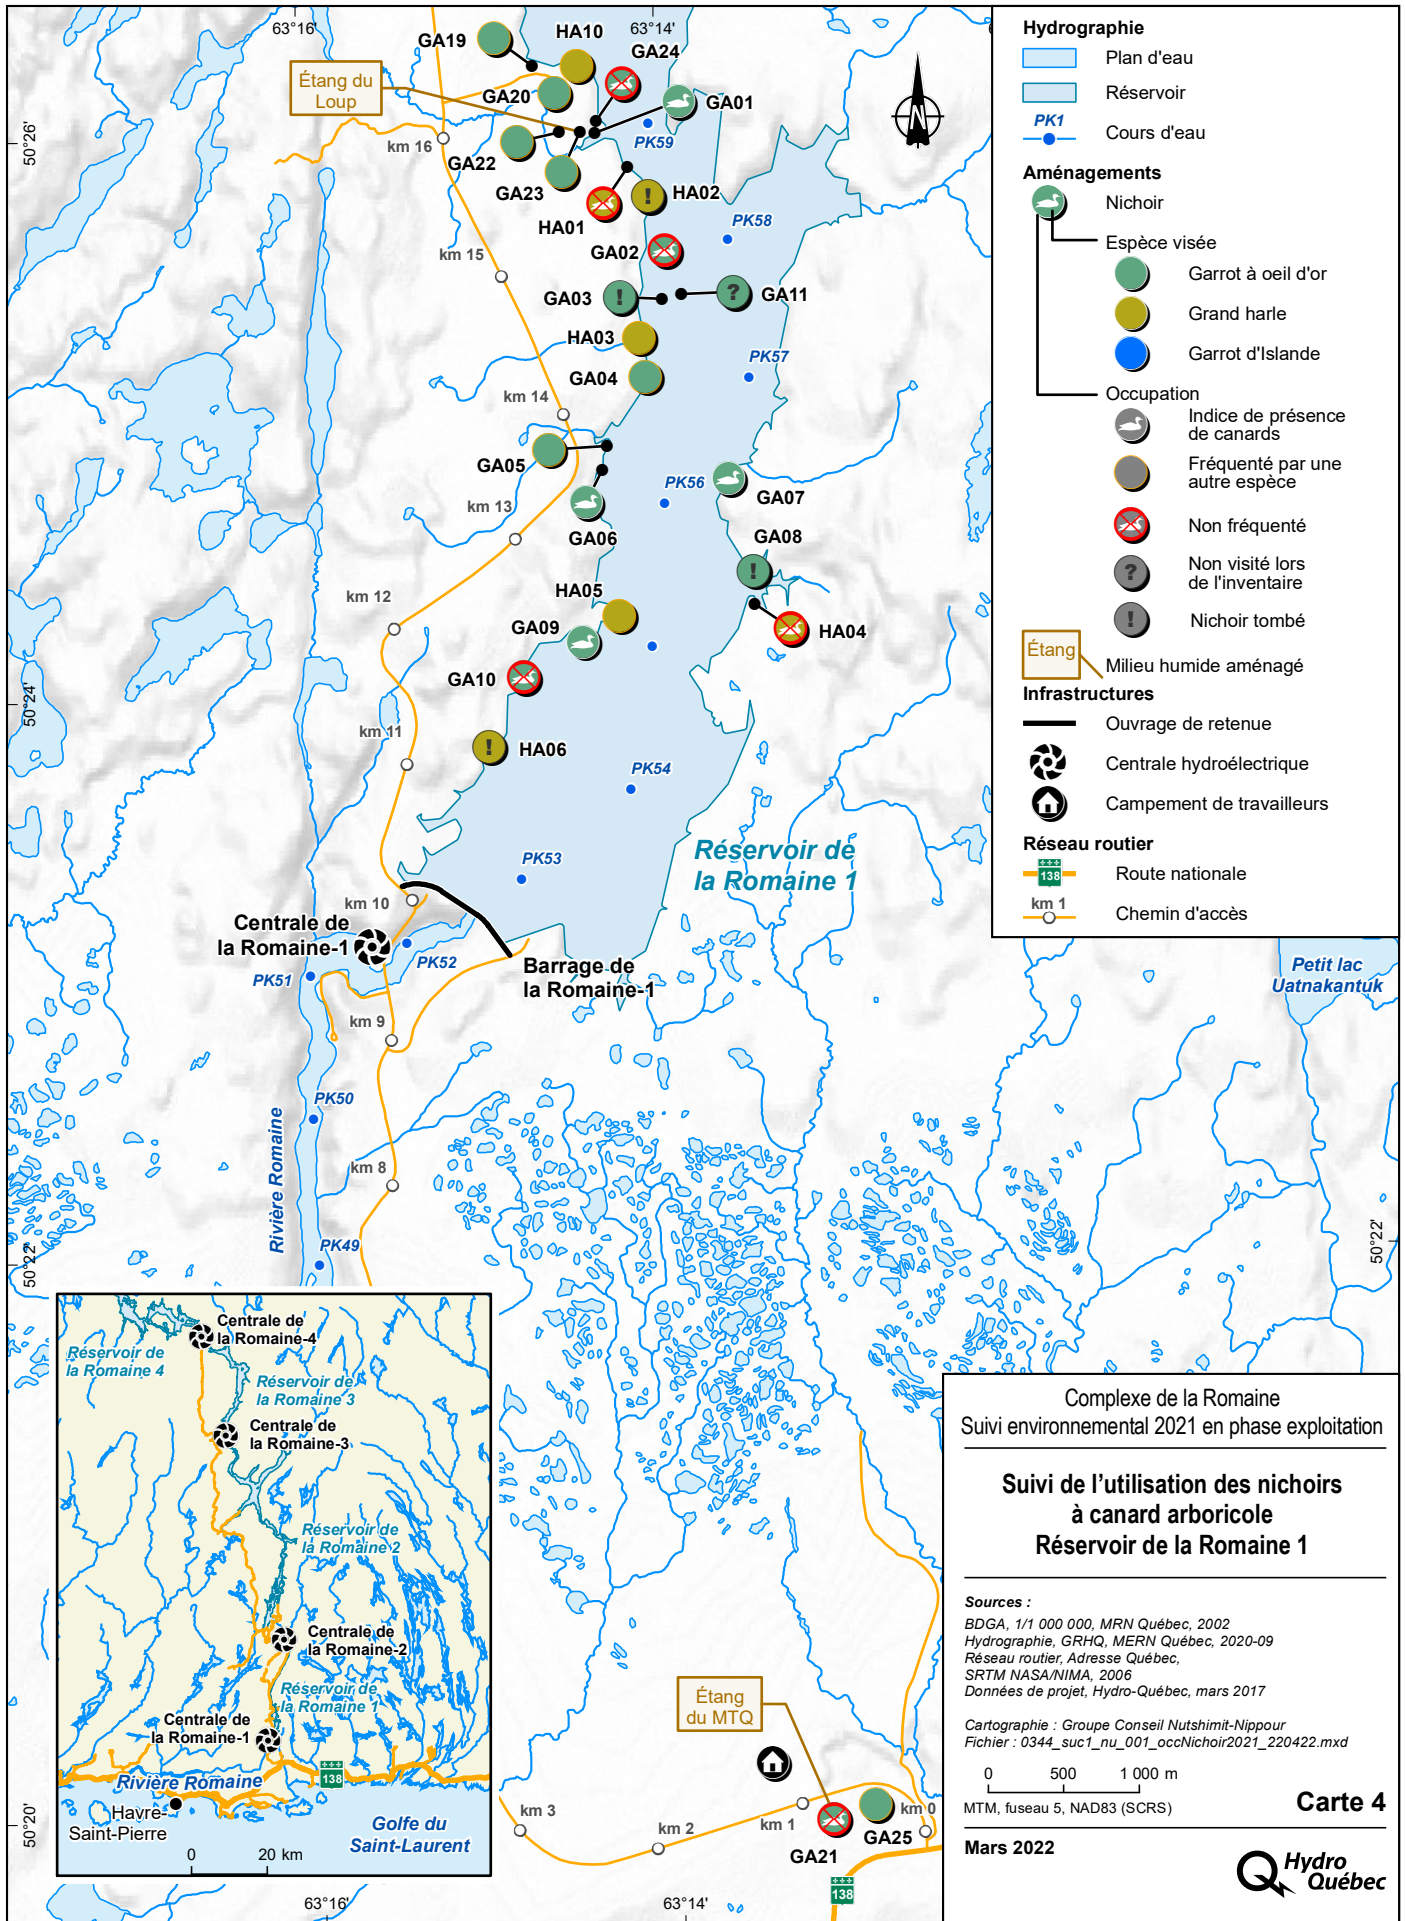 63°16'
63°14'
GA19
HA10
GA24
Étang du
Loup
GA20
GA01
50°26'
km 16
PK59
GA22
GA23
HA02
HA01
PK58
GA02
km 15
GA03
GA11
HA03
PK57
GA04
km 14
GA05
PK56
GA07
km 13
GA06
GA08
HA05
km 12
GA09
HA04
GA10
50°24'
km 11
HA06
PK54
Réservoir de
la Romaine 1
PK53
km 10
Centrale de
la Romaine-1
PK52
PK51
Barrage de
la Romaine-1
km 9
Petit lac
Uatnakantuk
PK50
Rivière Romaine
km 8
PK49
50°22'
50°22'
Hydrographie
Plan d'eau
Réservoir
PK1
Cours d'eau
Aménagements
Nichoir
Espèce visée
Garrot à oeil d'or
Grand harle
Garrot d'Islande
Occupation
Indice de présence
de canards
Fréquenté par une
autre espèce
Non fréquenté
?
Non visité lors
de l'inventaire
!
Nichoir tombé
Étang
Milieu humide aménagé
Infrastructures
Ouvrage de retenue
Centrale hydroélectrique
Campement de travailleurs
Réseau routier
138
Route nationale
km 1
Chemin d'accès
Centrale de
la Romaine-4
Réservoir de
la Romaine 4
Réservoir de
la Romaine 3
Centrale de
la Romaine-3
Réservoir de
la Romaine 2
Centrale de
la Romaine-2
Réservoir de
la Romaine 1
Centrale de
la Romaine-1
138
Rivière Romaine
Havre-
Saint-Pierre
Golfe du
Saint-Laurent
0 20 km
50°20'
Étang
du MTQ
km 3
km 2
km 1
km 0
GA25
GA21
138
63°16'
63°14'
Complexe de la Romaine
Suivi environnemental 2021 en phase exploitation
Suivi de l'utilisation des nichoirs
à canard arboricole
Réservoir de la Romaine 1
Sources :
BDGA, 1/1 000 000, MRN Québec, 2002
Hydrographie, GRHQ, MERN Québec, 2020-09
Réseau routier, Adresse Québec,
SRTM NASA/NIMA, 2006
Données de projet, Hydro-Québec, mars 2017
Cartographie : Groupe Conseil Nutshimit-Nippour
Fichier : 0344_suc1_nu_001_occNichoir2021_220422.mxd
0 500 1 000 m
MTM, fuseau 5, NAD83 (SCRS)
Carte 4
Mars 2022
Hydro
Québec